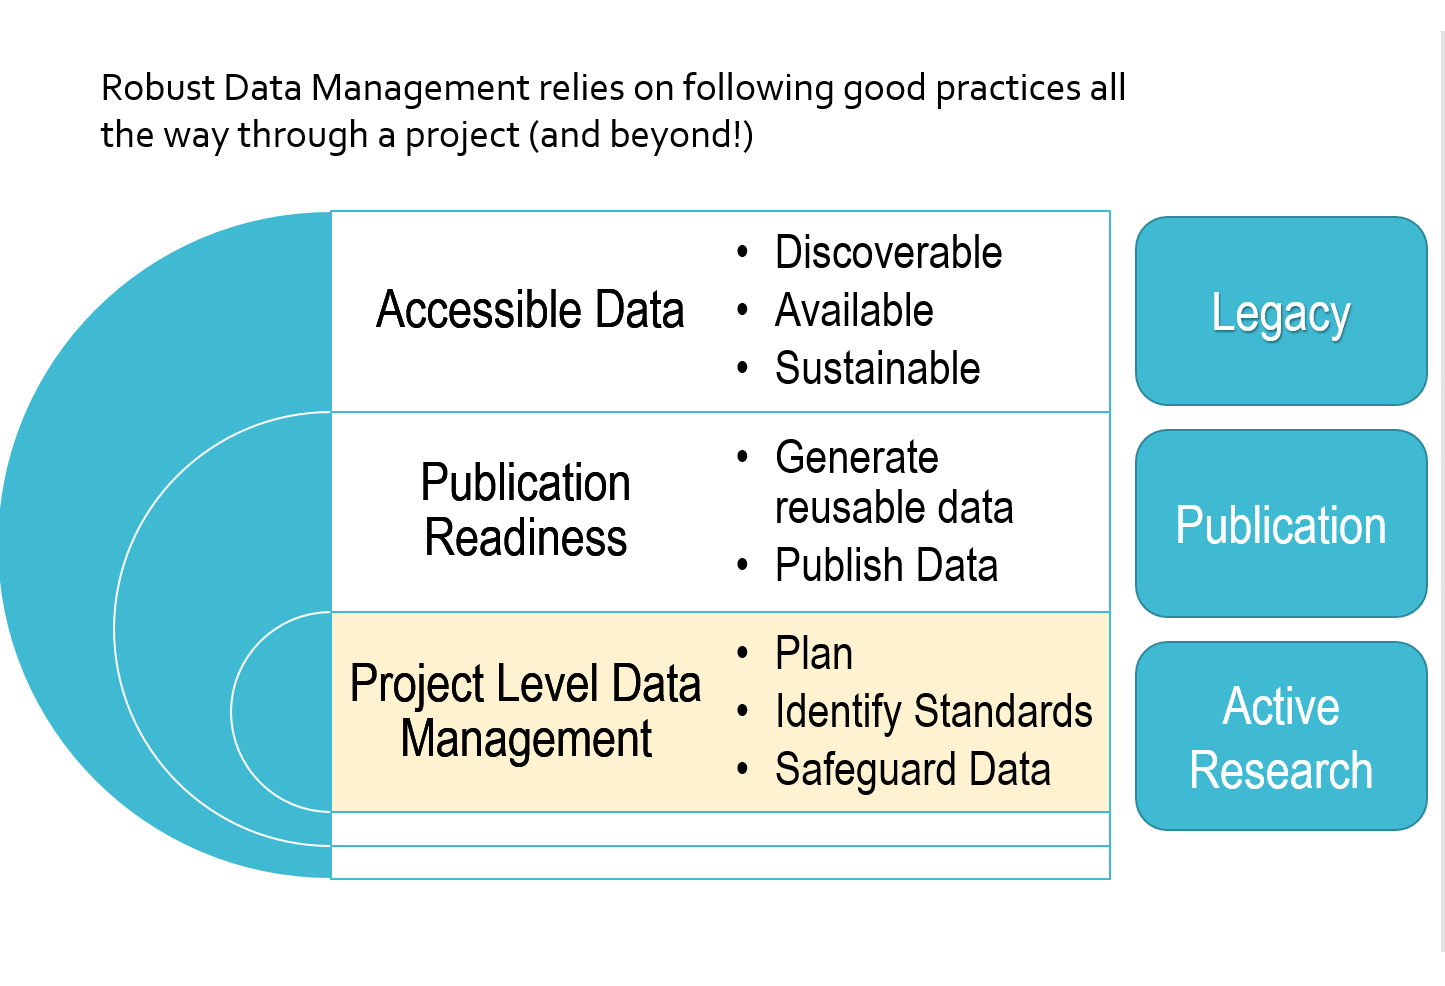 Robust Data Management relies on following good practices all
the way through a project (and beyond!)
Accessible Data
• Discoverable
• Available
• Sustainable
Legacy
Publication
Readiness
• Generate
reusable data
• Publish Data
Publication
Project Level Data
Management
• Plan
• Identify Standards
• Safeguard Data
Active
Research